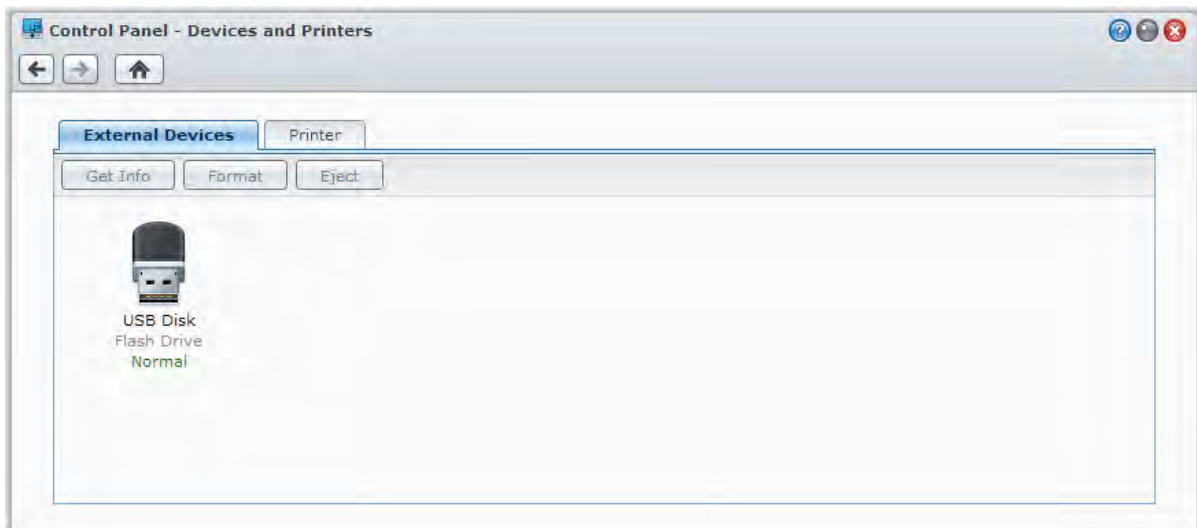 Control Panel - Devices and Printers
External Devices Printer
Get Info Format Eject
USB Disk
Flash Drive
Normal